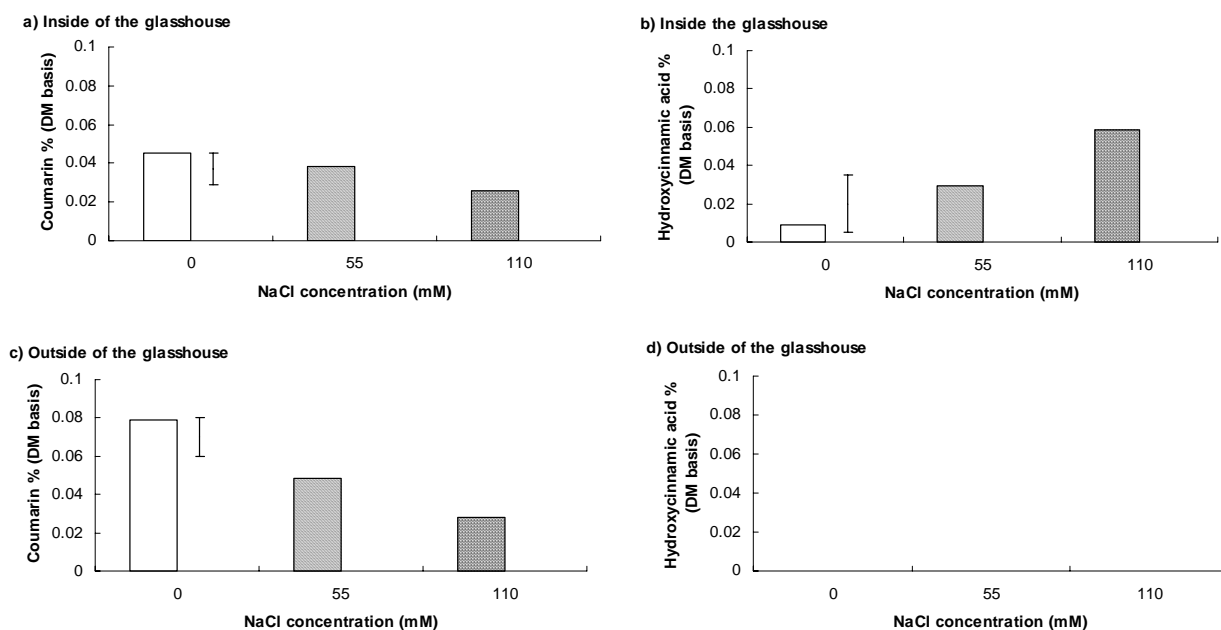 a) Inside of the glasshouse
Coumarin % (DM basis)
0.1
0.08
0.06
0.04
0.02
0
0
55
110
NaCl concentration (mM)
b) Inside the glasshouse
Hydroxycinnamic acid %
(DM basis)
0.1
0.08
0.06
0.04
0.02
0
0
55
110
NaCl concentration (mM)
c) Outside of the glasshouse
Coumarin % (DM basis)
0.1
0.08
0.06
0.04
0.02
0
0
55
110
NaCl concentration (mM)
d) Outside of the glasshouse
Hydroxycinnamic acid %
(DM basis)
0.1
0.08
0.06
0.04
0.02
0
0
55
110
NaCl concentration (mM)